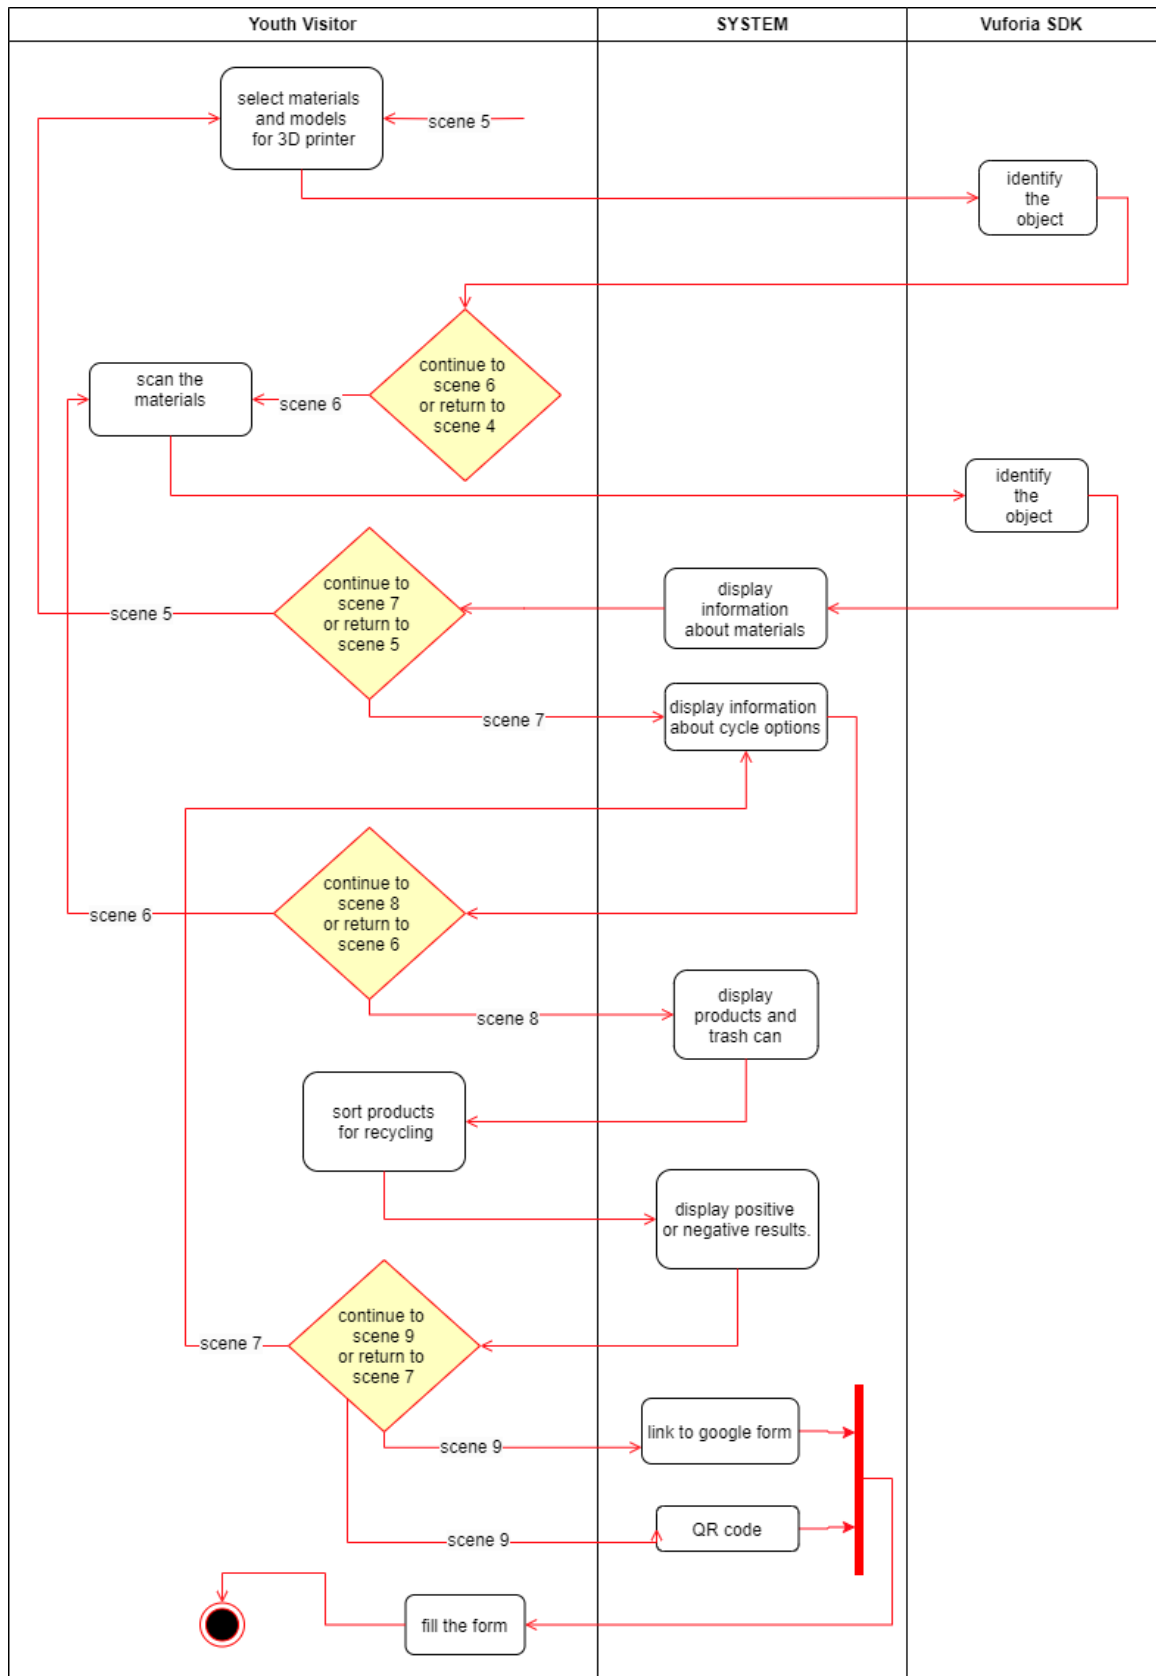 Youth Visitor
SYSTEM
Vuforia SDK
select materials
and models
for 3D printer
scene 5
identify
the
object
continue to
scene 6
or return to
scene 4
scan the
materials
scene 6
identify
the
object
continue to
scene 7
or return to
scene 5
scene 5
display
information
about materials
scene 7
display information
about cycle options
continue to
scene 8
or return to
scene 6
scene 6
scene 8
display
products and
trash can
sort products
for recycling
display positive
or negative results.
continue to
scene 9
or return to
scene 7
scene 7
scene 9
link to google form
scene 9
QR code
fill the form